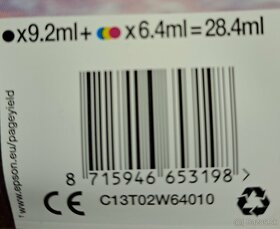 x9.2ml+ x6.4ml=28.4ml
*www.epson.eu/pageyield
8 715946 653198 >
CE C13T02W64010